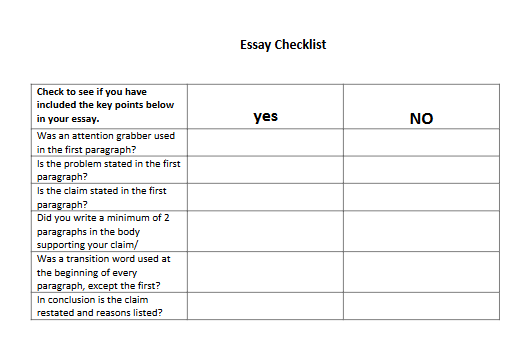 Essay Checklist
Check to see if you have
included the key points below
in your essay.
yes
NO
Was an attention grabber used
in the first paragraph?
Is the problem stated in the first
paragraph?
Is the claim stated in the first
paragraph?
Did you write a minimum of 2
paragraphs in the body
supporting your claim/
Was a transition word used at
the beginning of every
paragraph, except the first?
In conclusion is the claim
restated and reasons listed?